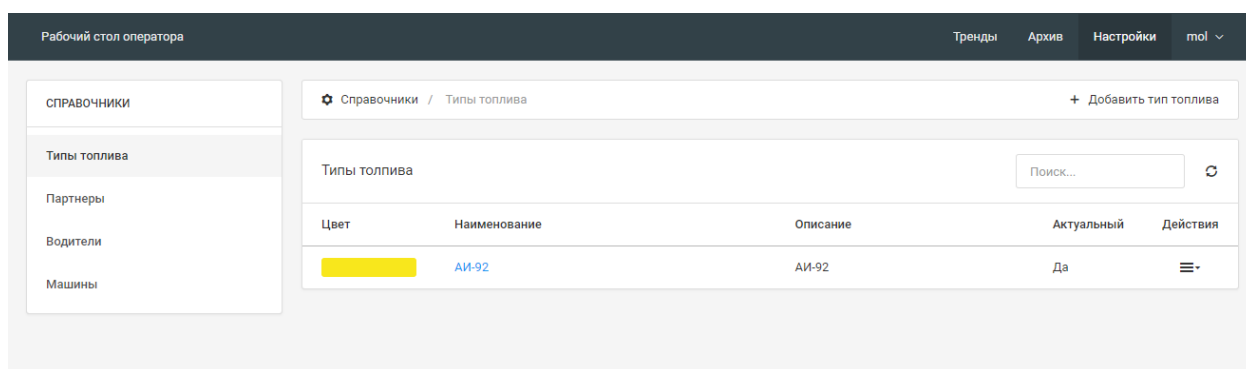 Рабочий стол оператора Тренды Архив Настройки mol
СПРАВОЧНИКИ
Типы топлива
Партнеры
Водители
Машины
Справочники / Типы топлива + Добавить тип топлива
Типы толпива Поиск...
Цвет Наименование Описание Актуальный Действия
АИ-92 АИ-92 Да